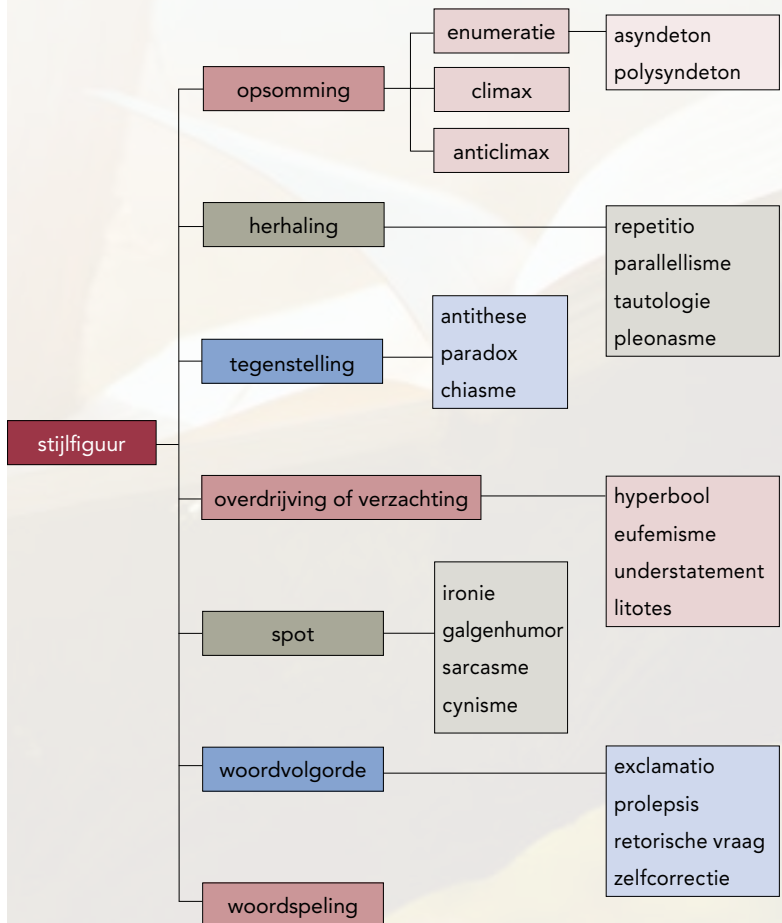 stijlfiguur
opsomming
enumeratie
asyndeton
polysyndeton
climax
anticlimax
herhaling
repetitio
parallellisme
tautologie
pleonasme
tegenstelling
antithese
paradox
chiasme
overdrijving of verzachting
hyperbool
eufemisme
understatement
litotes
spot
ironie
galgenhumor
sarcasme
cynisme
woordvolgorde
exclamatio
prolepsis
retorische vraag
zelfcorrectie
woordspeling